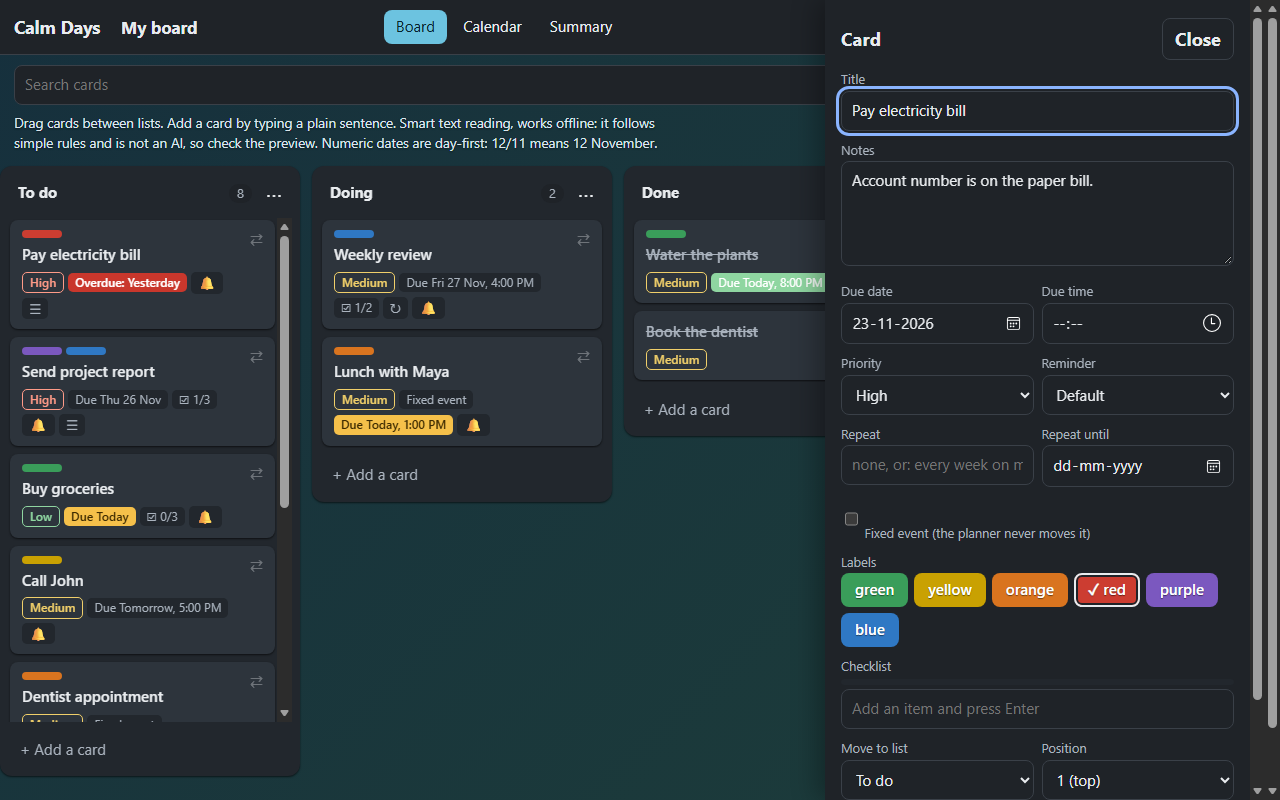 Calm Days My board
Board Calendar Summary
Search cards
Drag cards between lists. Add a card by typing a plain sentence. Smart text reading, works offline: it follows
simple rules and is not an AI, so check the preview. Numeric dates are day-first: 12/11 means 12 November.
To do 8 ...
Pay electricity bill
High Overdue: Yesterday
Send project report
High Due Thu 26 Nov 1/3
Buy groceries
Low Due Today 0/3
Call John
Medium Due Tomorrow, 5:00 PM
Dentist appointment
+ Add a card
Doing 2 ...
Weekly review
Medium Due Fri 27 Nov, 4:00 PM
1/2
Lunch with Maya
Medium Fixed event
Due Today, 1:00 PM
+ Add a card
Done
Water the plants
Medium Due Today, 8:00 PM
Book the dentist
Medium
+ Add a card
Card Close
Title
Pay electricity bill
Notes
Account number is on the paper bill.
Due date Due time
23-11-2026 --:--
Priority Reminder
High Default
Repeat Repeat until
none, or: every week on m dd-mm-yyyy
Fixed event (the planner never moves it)
Labels
green yellow orange ✓ red purple
blue
Checklist
Add an item and press Enter
Move to list Position
To do 1 (top)